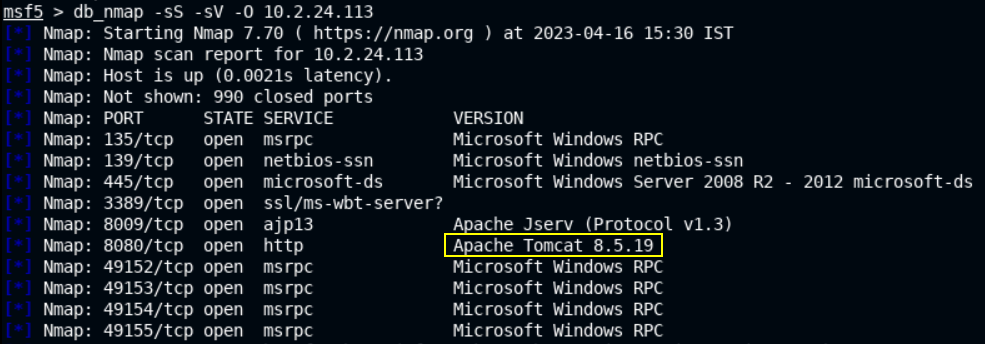 msf5 > db_nmap -sS -sV -O 10.2.24.113
[*] Nmap: Starting Nmap 7.70 ( https://nmap.org ) at 2023-04-16 15:30 IST
[*] Nmap: Nmap scan report for 10.2.24.113
[*] Nmap: Host is up (0.0021s latency).
[*] Nmap: Not shown: 990 closed ports
[*] Nmap: PORT      STATE SERVICE            VERSION
[*] Nmap: 135/tcp   open  msrpc              Microsoft Windows RPC
[*] Nmap: 139/tcp   open  netbios-ssn        Microsoft Windows netbios-ssn
[*] Nmap: 445/tcp   open  microsoft-ds       Microsoft Windows Server 2008 R2 - 2012 microsoft-ds
[*] Nmap: 3389/tcp  open  ssl/ms-wbt-server?
[*] Nmap: 8009/tcp  open  ajp13              Apache Jserv (Protocol v1.3)
[*] Nmap: 8080/tcp  open  http               Apache Tomcat 8.5.19
[*] Nmap: 49152/tcp open  msrpc              Microsoft Windows RPC
[*] Nmap: 49153/tcp open  msrpc              Microsoft Windows RPC
[*] Nmap: 49154/tcp open  msrpc              Microsoft Windows RPC
[*] Nmap: 49155/tcp open  msrpc              Microsoft Windows RPC